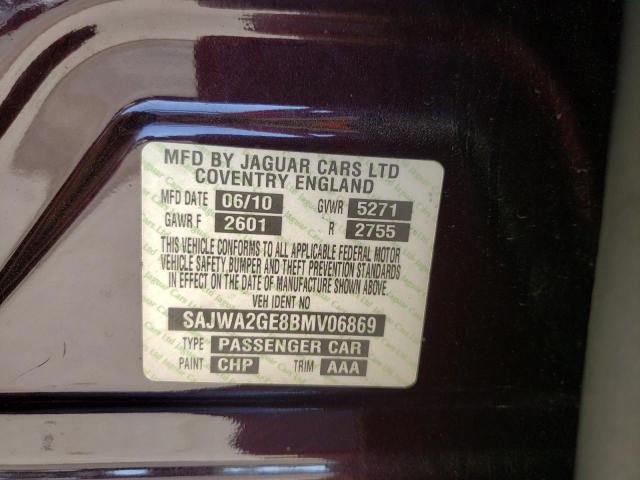 MFD BY JAGUAR CARS LTD
COVENTRY ENGLAND
MFD DATE 06/10 GVWR 5271
GAWR F 2601 R 2755
THIS VEHICLE CONFORMS TO ALL APPLICABLE FEDERAL MOTOR
VEHICLE SAFETY BUMPER AND THEFT PREVENTION STANDARDS
IN EFFECT ON THE DATE OF MANUFACTURE SHOWN ABOVE.
VEH IDENT NO
SAJWA2GE8BMV06869
TYPE PASSENGER CAR
PAINT CHP TRIM AAA